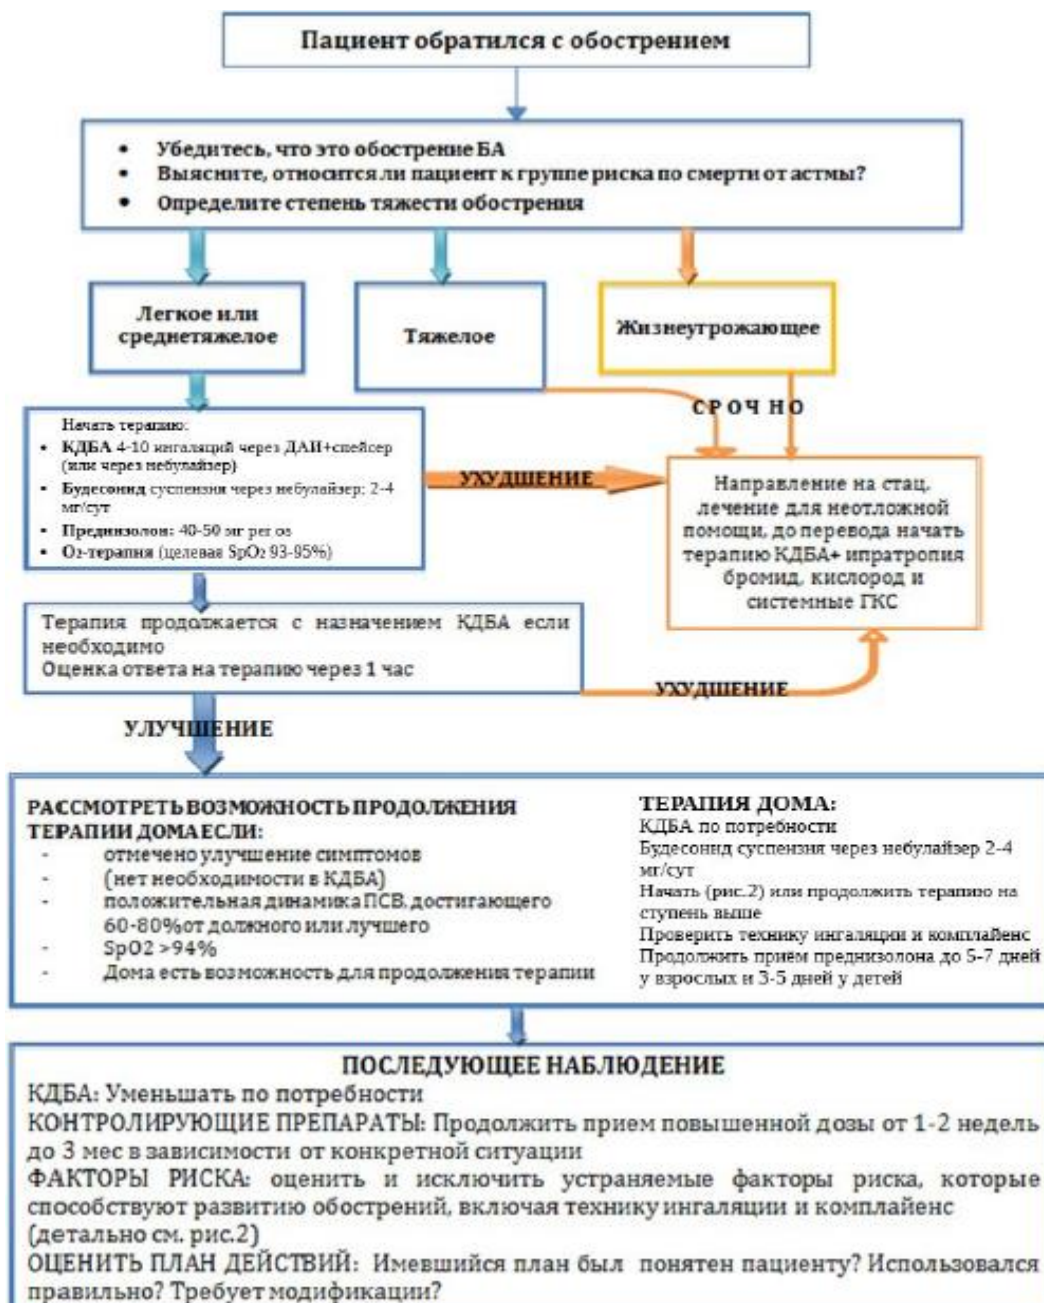 Пациент обратился с обострением
• Убедитесь, что это обострение БА
• Выясните, относится ли пациент к группе риска по смерти от астмы?
• Определите степень тяжести обострения
Легкое или
среднетяжелое
Тяжелое
Жизнеугрожающее
СРОЧНО
Начать терапию:
• КДБА 4-10 ингаляций через ДАИ+спейсер
(или через небулайзер)
• Будесонид суспензия через небулайзер: 2-4
мг/сут
• Преднизолон: 40-50 мг per os
• O₂-терапия (целевая SpO₂ 93-95%)
УХУДШЕНИЕ
Направление на стац.
лечение для неотложной
помощи, до перевода начать
терапию КДБА+ ипратропия
бромид, кислород и
системные ГКС
Терапия продолжается с назначением КДБА если
необходимо
Оценка ответа на терапию через 1 час
УХУДШЕНИЕ
УЛУЧШЕНИЕ
РАССМОТРЕТЬ ВОЗМОЖНОСТЬ ПРОДОЛЖЕНИЯ
ТЕРАПИИ ДОМА ЕСЛИ:
- отмечено улучшение симптомов
- (нет необходимости в КДБА)
- положительная динамика ПСВ, достигающего
60-80%от должного или лучшего
- SpO2 >94%
- Дома есть возможность для продолжения терапии
ТЕРАПИЯ ДОМА:
КДБА по потребности
Будесонид суспензия через небулайзер 2-4
мг/сут
Начать (рис.2) или продолжить терапию на
ступень выше
Проверить технику ингаляции и комплайенс
Продолжить приём преднизолона до 5-7 дней
у взрослых и 3-5 дней у детей
ПОСЛЕДУЮЩЕЕ НАБЛЮДЕНИЕ
КДБА: Уменьшать по потребности
КОНТРОЛИРУЮЩИЕ ПРЕПАРАТЫ: Продолжить прием повышенной дозы от 1-2 недель
до 3 мес в зависимости от конкретной ситуации
ФАКТОРЫ РИСКА: оценить и исключить устраняемые факторы риска, которые
способствуют развитию обострений, включая технику ингаляции и комплайенс
(детально см. рис.2)
ОЦЕНИТЬ ПЛАН ДЕЙСТВИЙ: Имевшийся план был понятен пациенту? Использовался
правильно? Требует модификации?